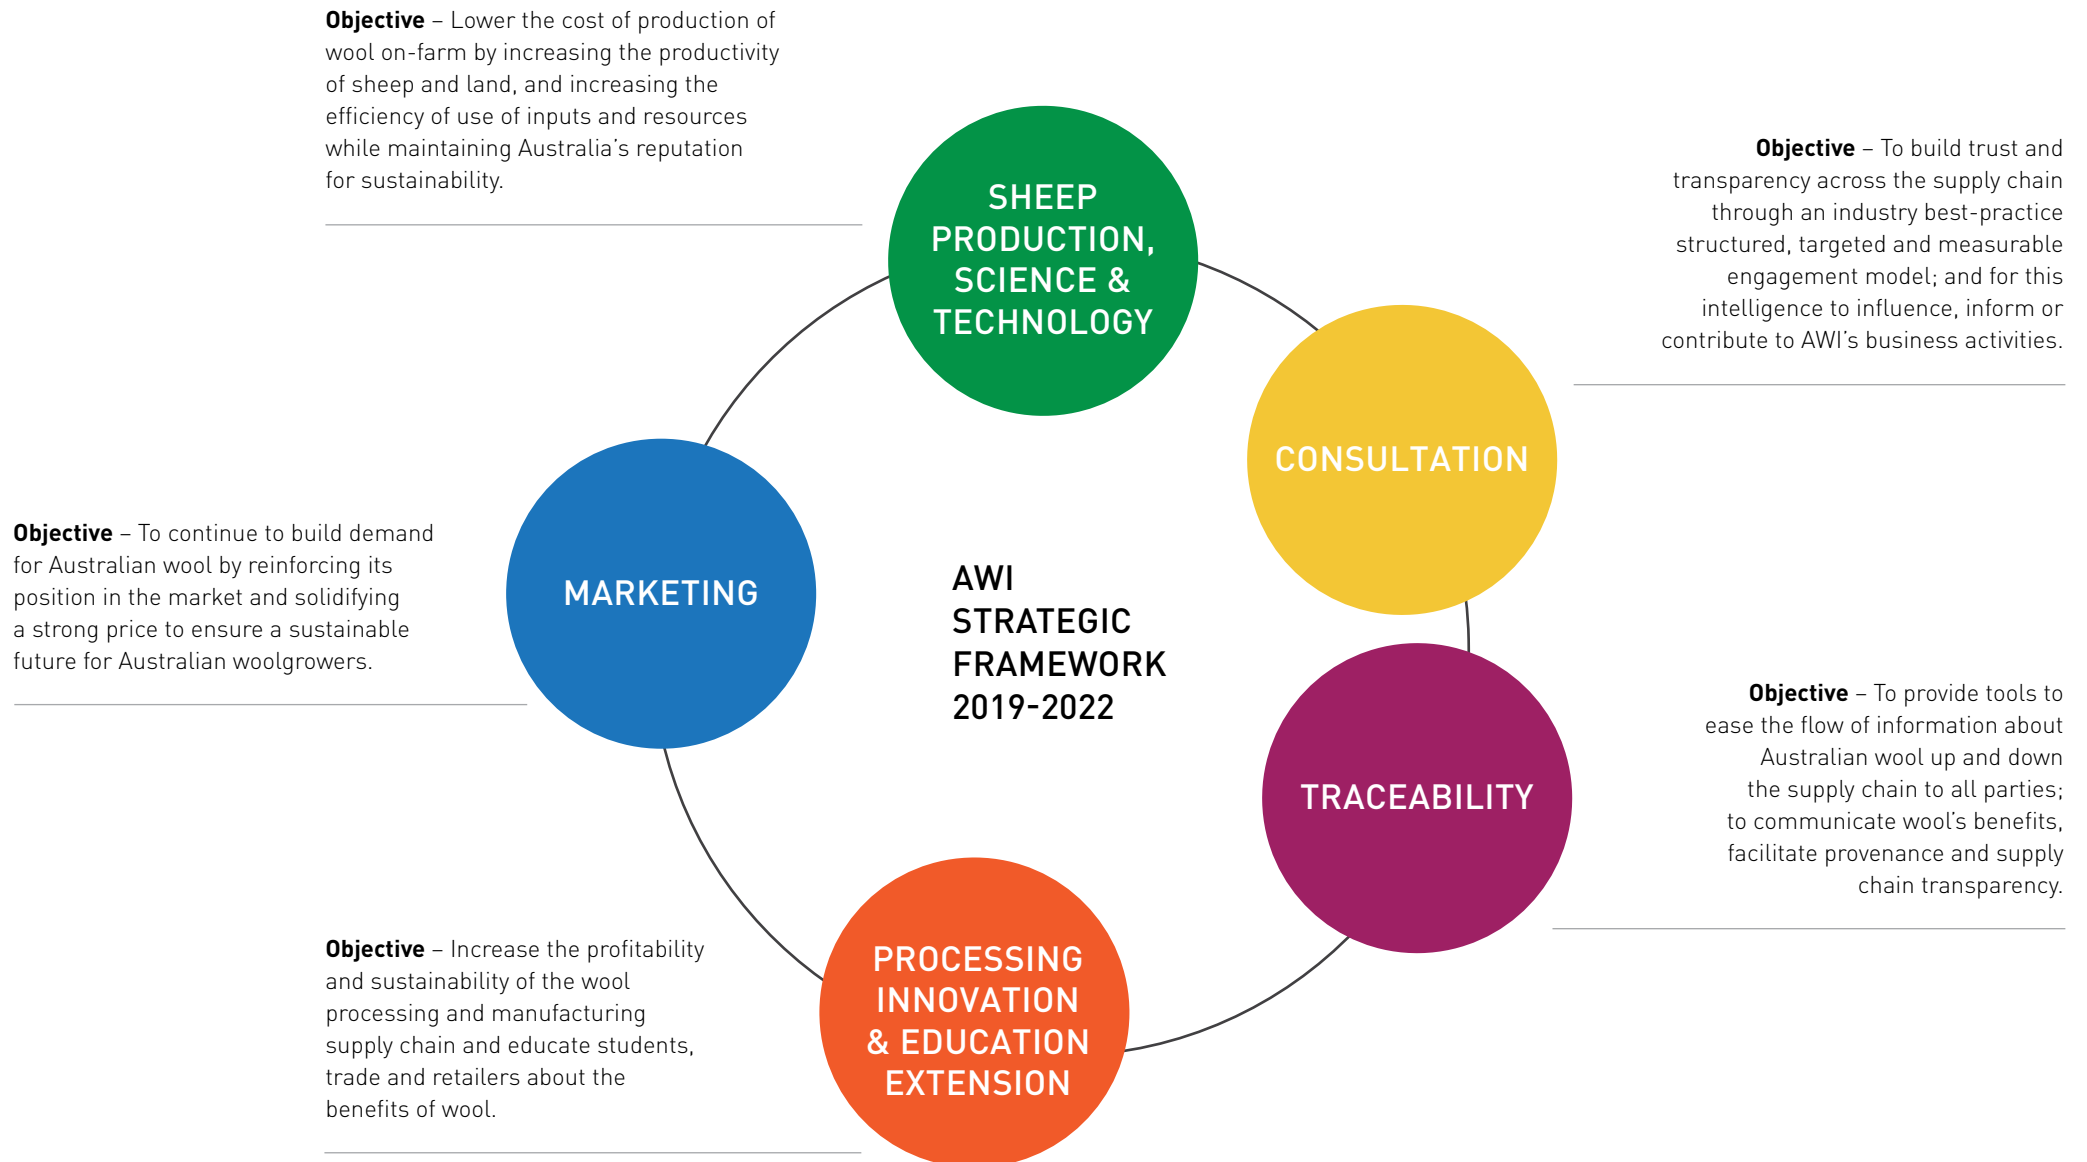 Objective – Lower the cost of production of
wool on-farm by increasing the productivity
of sheep and land, and increasing the
efficiency of use of inputs and resources
while maintaining Australia's reputation
for sustainability.
SHEEP
PRODUCTION,
SCIENCE &
TECHNOLOGY
Objective – To build trust and
transparency across the supply chain
through an industry best-practice
structured, targeted and measurable
engagement model; and for this
intelligence to influence, inform or
contribute to AWI's business activities.
CONSULTATION
Objective – To continue to build demand
for Australian wool by reinforcing its
position in the market and solidifying
a strong price to ensure a sustainable
future for Australian woolgrowers.
MARKETING
AWI
STRATEGIC
FRAMEWORK
2019-2022
Objective – To provide tools to
ease the flow of information about
Australian wool up and down
the supply chain to all parties;
to communicate wool's benefits,
facilitate provenance and supply
chain transparency.
TRACEABILITY
Objective – Increase the profitability
and sustainability of the wool
processing and manufacturing
supply chain and educate students,
trade and retailers about the
benefits of wool.
PROCESSING
INNOVATION
& EDUCATION
EXTENSION